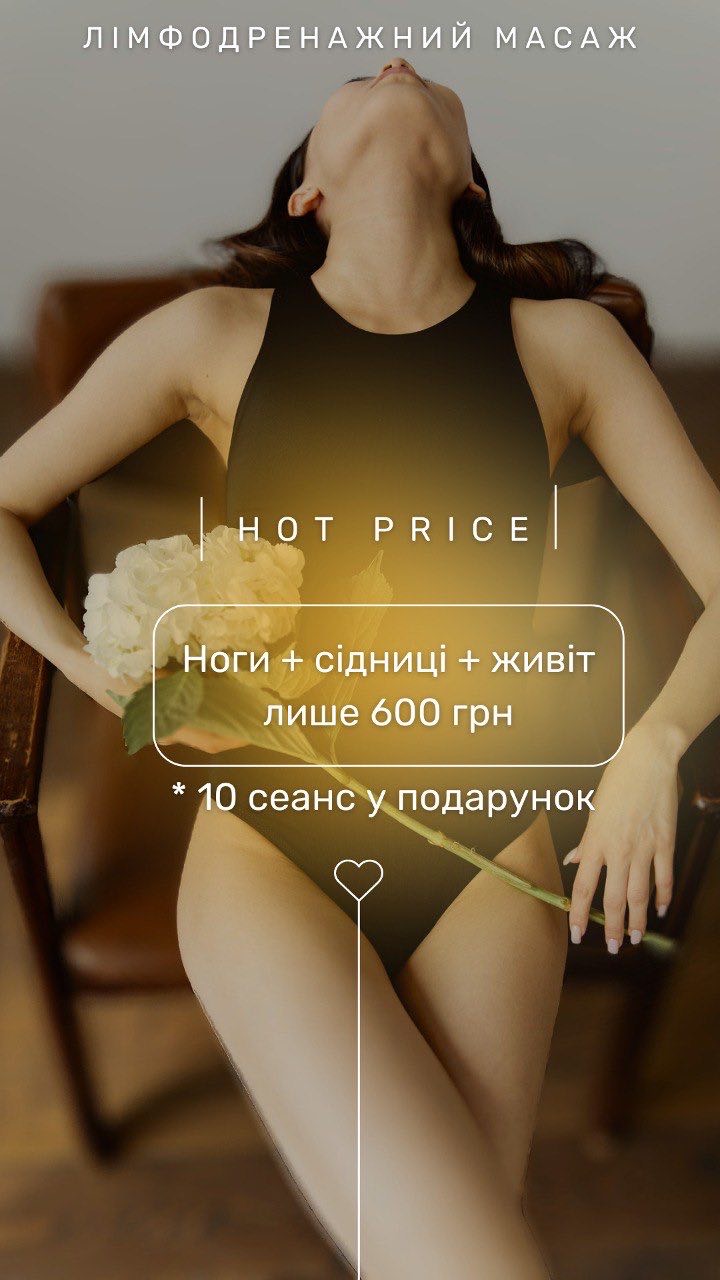 ЛІМФОДРЕНАЖНИЙ МАСАЖ
HOT PRICE
Ноги + сідниці + живіт
лише 600 грн
* 10 сеанс у подарунок